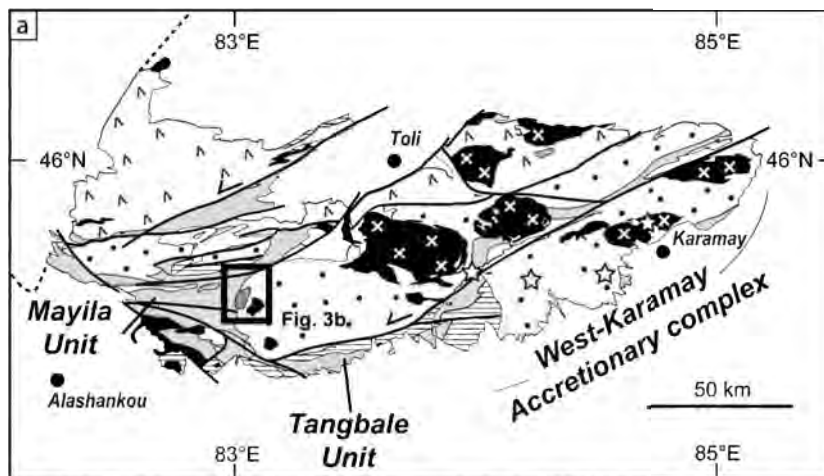 a
83°E
85°E
46°N
Toli
46°N
Karamay
Fig. 3b.
Mayila
Unit
West-Karamay
Accretionary complex
Alashankou
50 km
Tangbale
Unit
83°E
85°E